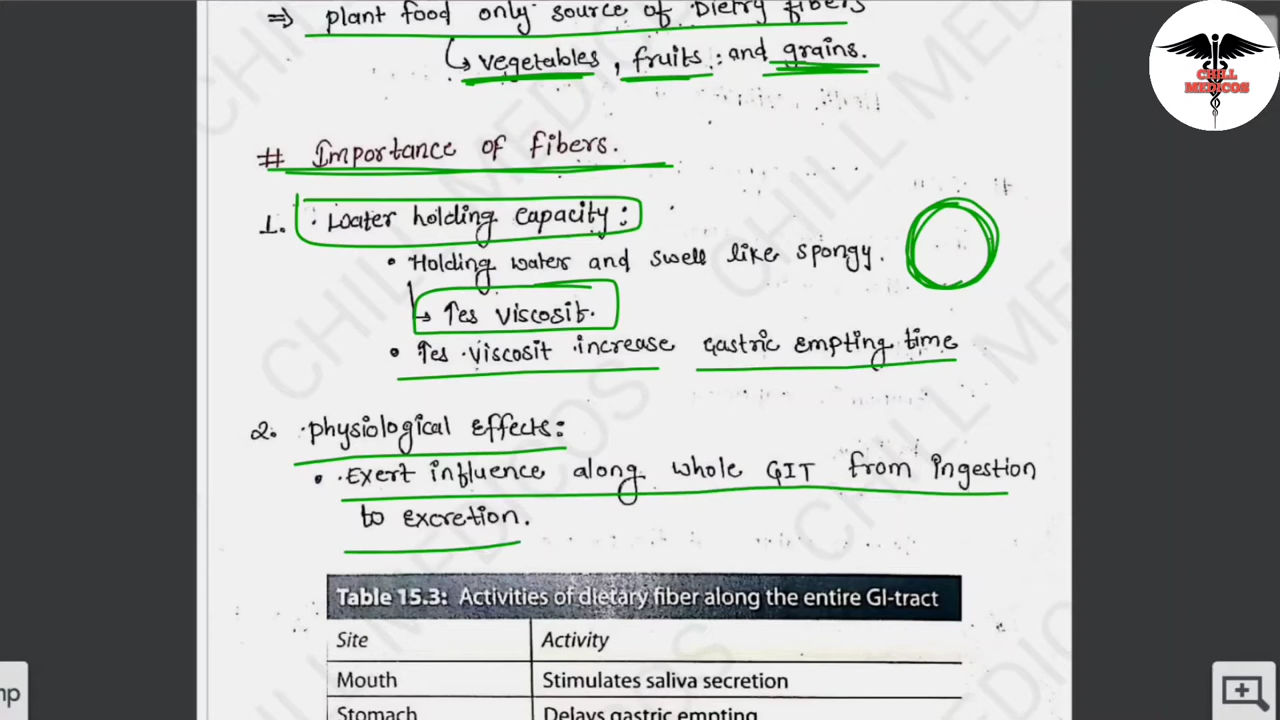 ⇒ plant food only source of Dietry fibers
↳ vegetables, fruits: and grains.
# Importance of fibers.
1. Water holding capacity:
• Holding water and swell like spongy.
↳ ↑es viscosit.
• ↑es viscosit increase gastric empting time
2. physiological effects:
• Exert influence along whole GIT from ingestion
to excretion.
Table 15.3: Activities of dietary fiber along the entire GI-tract
Site Activity
Mouth Stimulates saliva secretion
Stomach Delays gastric emptying
CHILL
MEDICOS
CHILL MEDICOS
mp